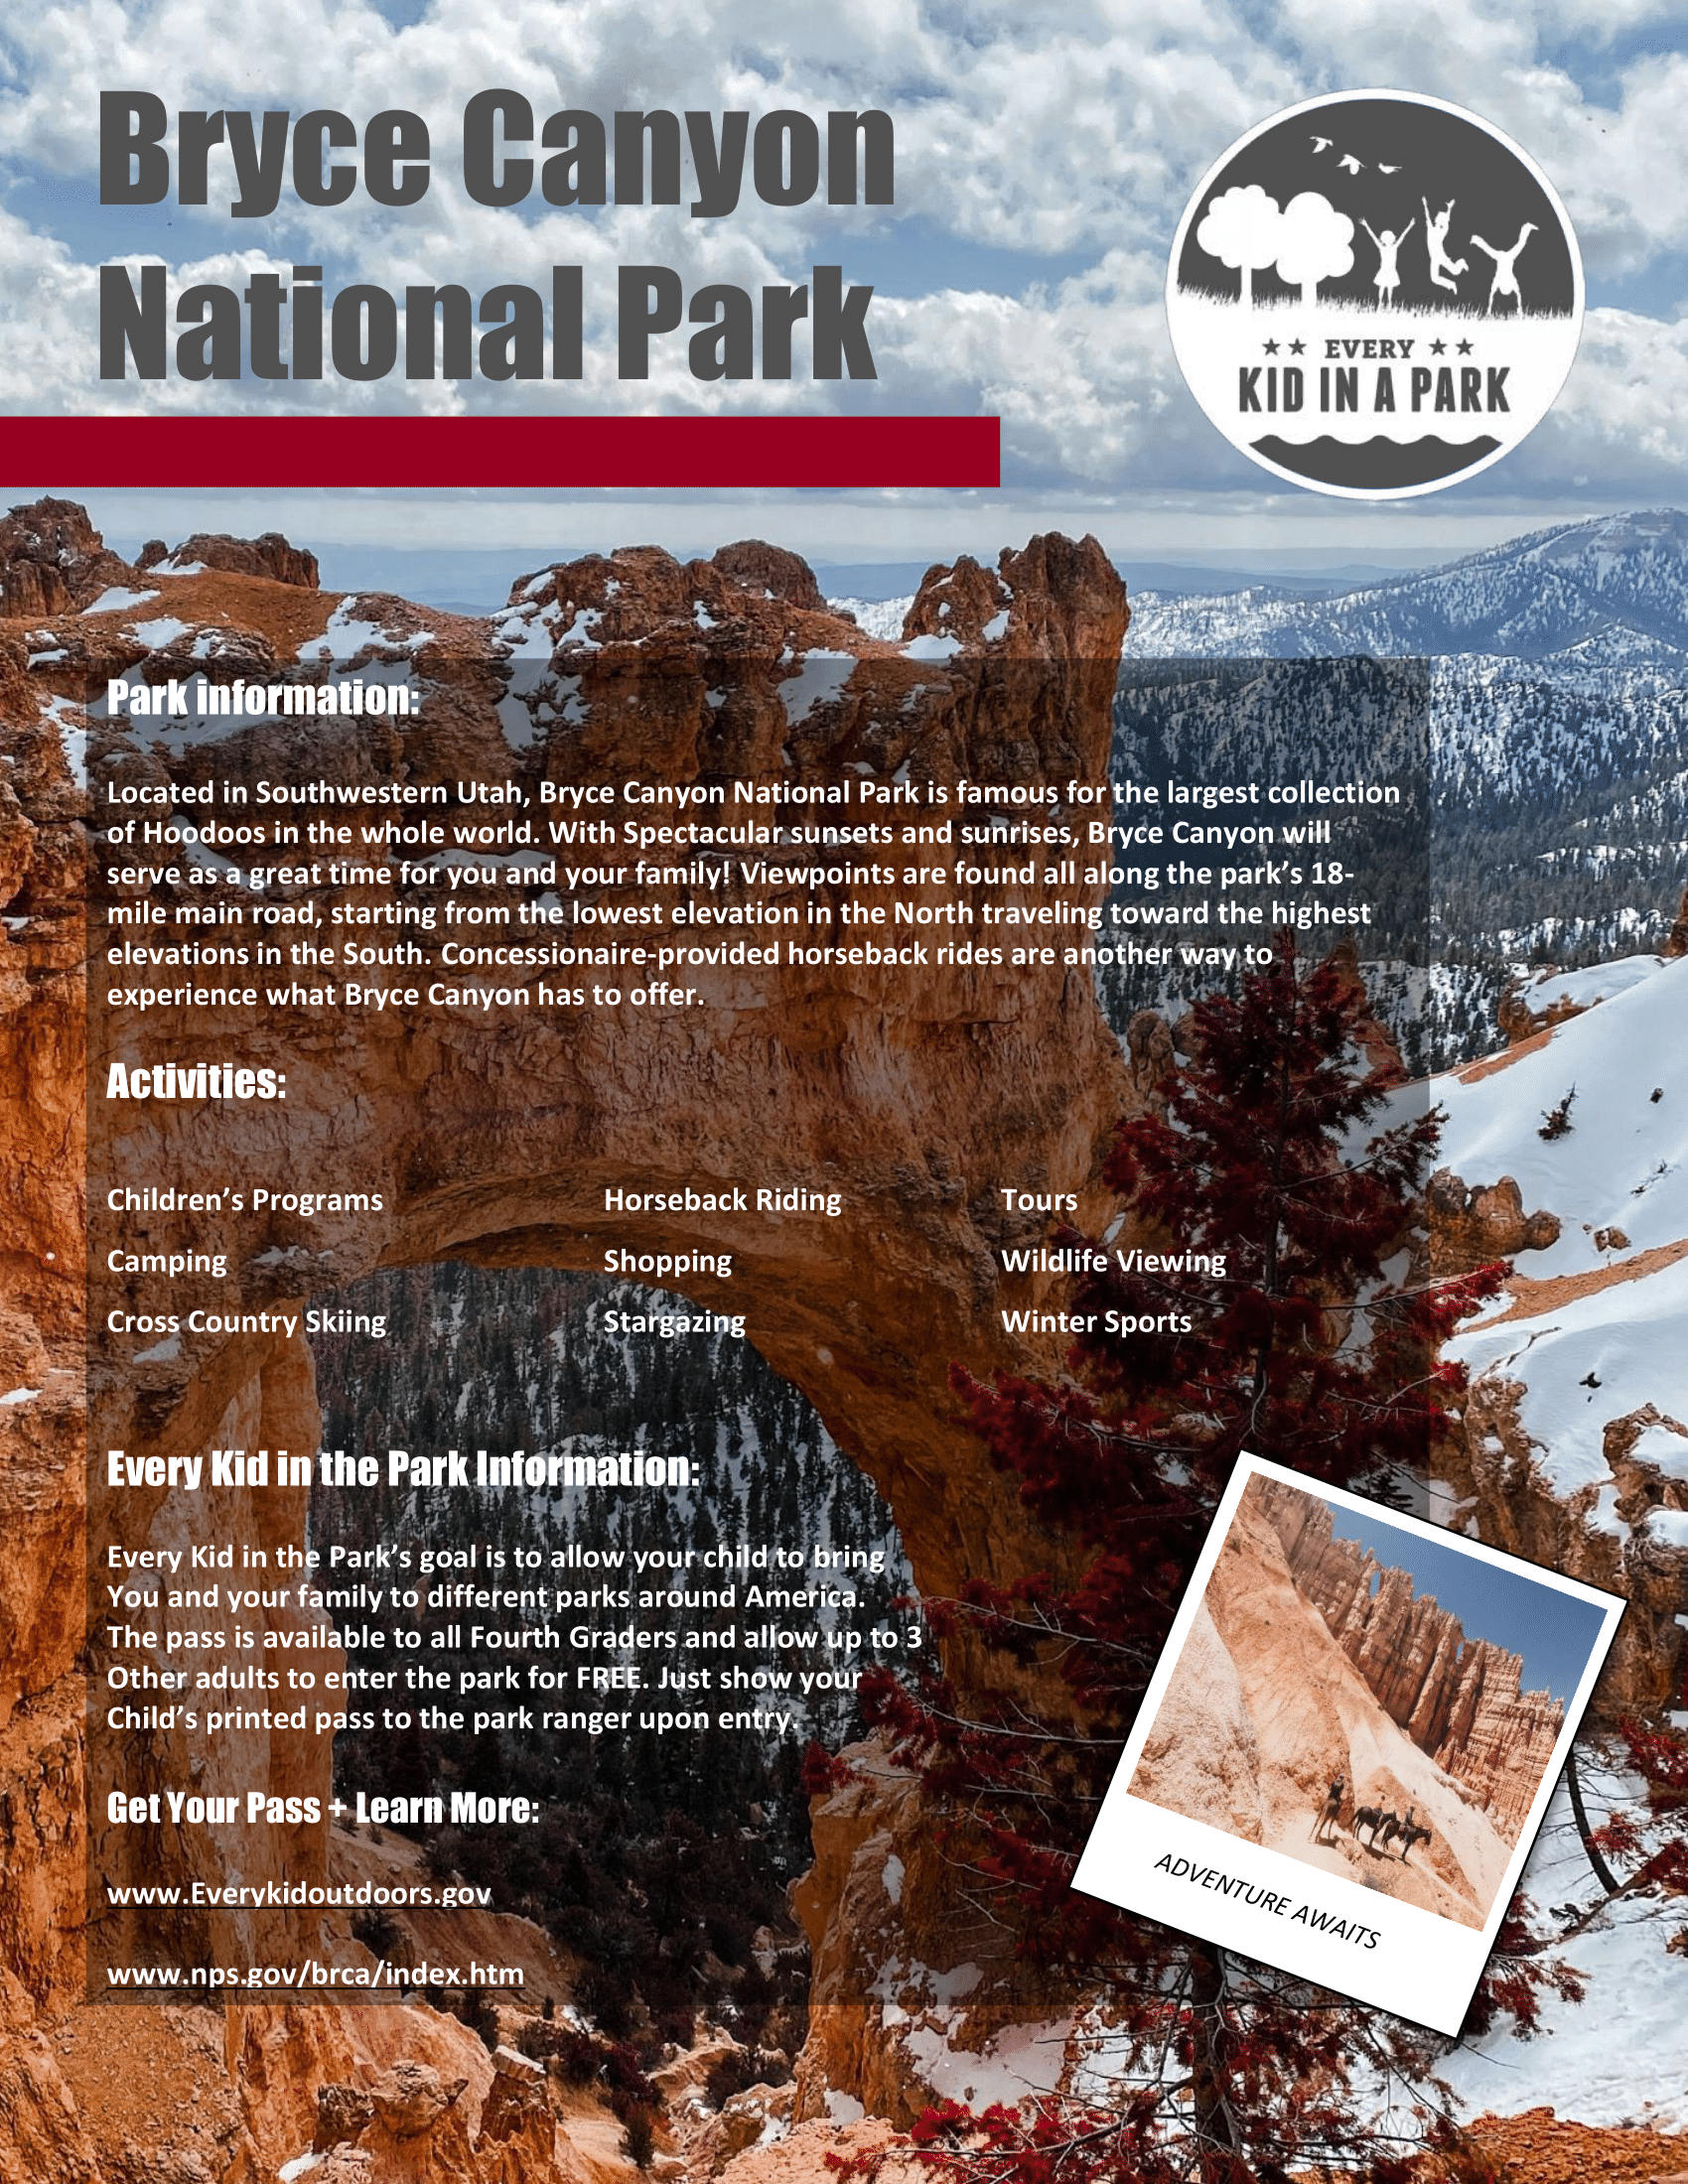 Bryce Canyon
National Park
★★ EVERY ★★
KID IN A PARK
Park information:
Located in Southwestern Utah, Bryce Canyon National Park is famous for the largest collection
of Hoodoos in the whole world. With Spectacular sunsets and sunrises, Bryce Canyon will
serve as a great time for you and your family! Viewpoints are found all along the park’s 18-
mile main road, starting from the lowest elevation in the North traveling toward the highest
elevations in the South. Concessionaire-provided horseback rides are another way to
experience what Bryce Canyon has to offer.
Activities:
Children’s Programs Horseback Riding Tours
Camping Shopping Wildlife Viewing
Cross Country Skiing Stargazing Winter Sports
Every Kid in the Park Information:
Every Kid in the Park’s goal is to allow your child to bring
You and your family to different parks around America.
The pass is available to all Fourth Graders and allow up to 3
Other adults to enter the park for FREE. Just show your
Child’s printed pass to the park ranger upon entry.
Get Your Pass + Learn More:
www.Everykidoutdoors.gov
www.nps.gov/brca/index.htm
ADVENTURE AWAITS